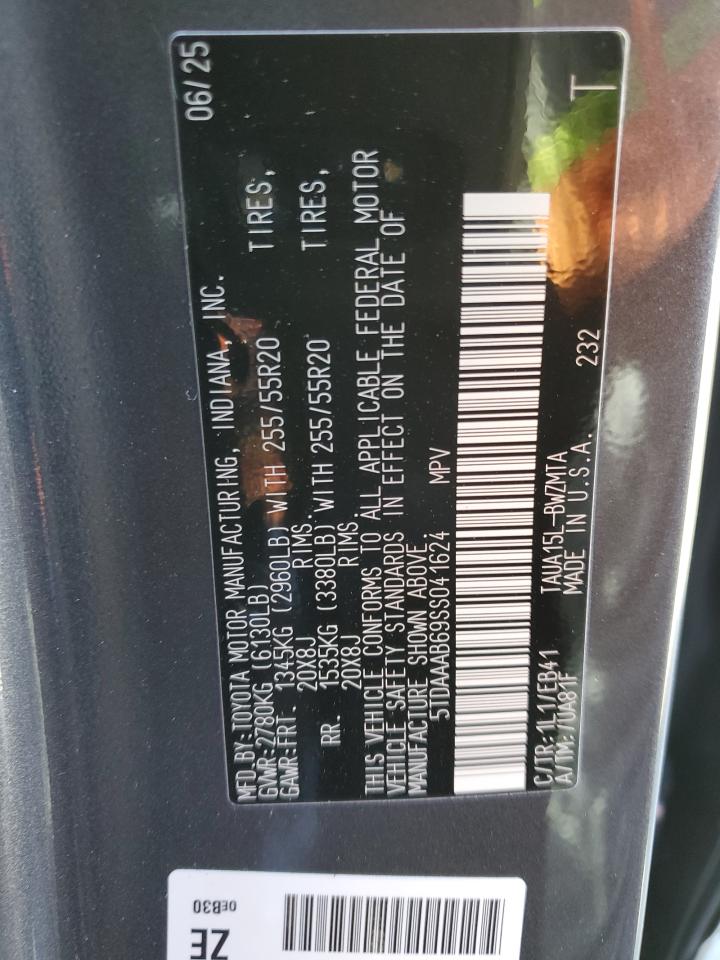 MFD.BY:TOYOTA MOTOR MANUFACTURING, INDIANA, INC. 06/25
GVWR:2780KG (6130LB)
GAWR:FRT. 1345KG (2960LB) WITH 255/55R20 TIRES,
20X8J RIMS.
RR. 1535KG (3380LB) WITH 255/55R20 TIRES,
20X8J RIMS.
THIS VEHICLE CONFORMS TO ALL APPLICABLE FEDERAL MOTOR
VEHICLE SAFETY STANDARDS IN EFFECT ON THE DATE OF
MANUFACTURE SHOWN ABOVE.
5TDAAAB69SS041624 MPV
C/TR:1L1/EB41 TAUA15L-BWZMTA 232
A/TM: /UA81F MADE IN U.S.A. T
0EB30
ZE